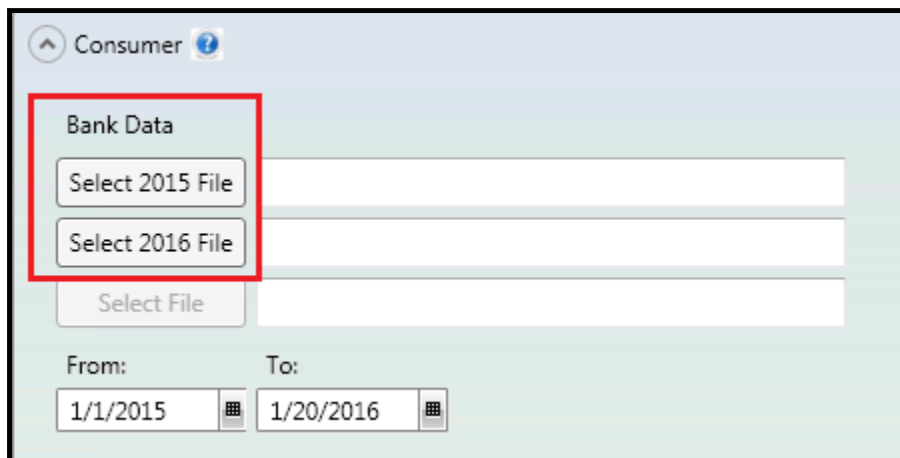 Consumer ?
Bank Data
Select 2015 File
Select 2016 File
Select File
From: To:
1/1/2015 1/20/2016